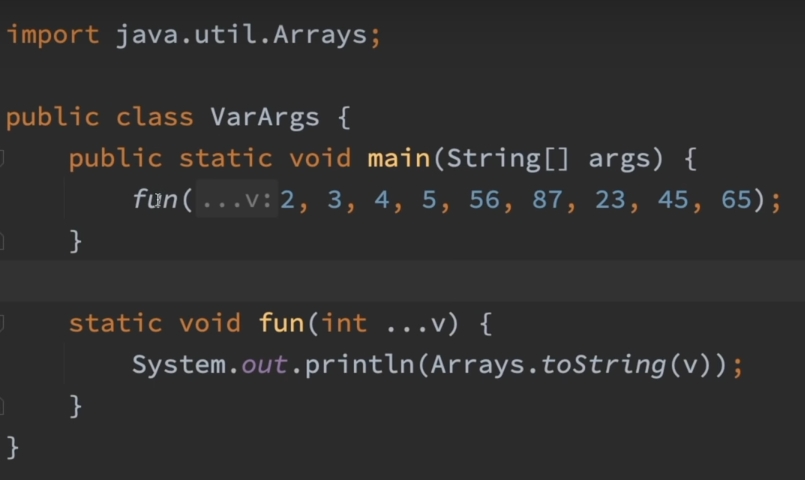 import java.util.Arrays;
public class VarArgs {
public static void main(String[] args) {
fun( ...v: 2, 3, 4, 5, 56, 87, 23, 45, 65);
}
static void fun(int ...v) {
System.out.println(Arrays.toString(v));
}
}